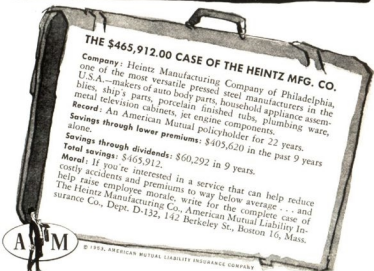 THE $465,912.00 CASE OF THE HEINTZ MFG. CO.
Company: Heintz Manufacturing Company of Philadelphia,
one of the most versatile pressed steel manufacturers in the
U.S.A.—makers of auto body parts, household appliance assem-
blies, ship's parts, porcelain finished tubs, plumbing ware,
metal television cabinets, jet engine components.
Record: An American Mutual policyholder for 22 years.
Savings through lower premiums: $405,620 in the past 9 years
alone.
Savings through dividends: $60,292 in 9 years.
Total savings: $465,912.
Moral: If you're interested in a service that can help reduce
costly accidents and premiums to way below average . . . and
help raise employee morale, write for the complete case of
The Heintz Manufacturing Co., American Mutual Liability In-
surance Co., Dept. D-132, 142 Berkeley St., Boston 16, Mass.
A M
© 1953, AMERICAN MUTUAL LIABILITY INSURANCE COMPANY